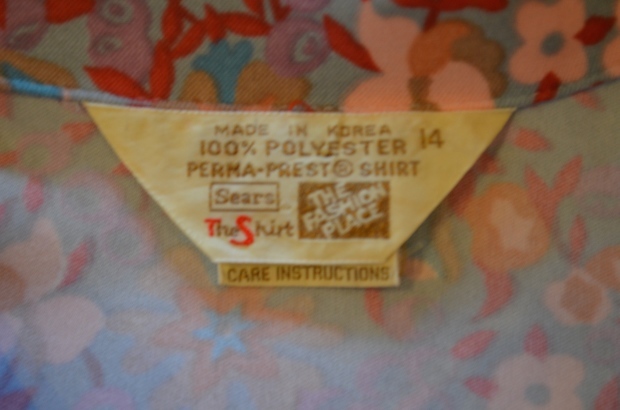 MADE IN KOREA
100% POLYESTER 14
PERMA-PREST® SHIRT
Sears
THE FASHION PLACE
The Shirt
CARE INSTRUCTIONS